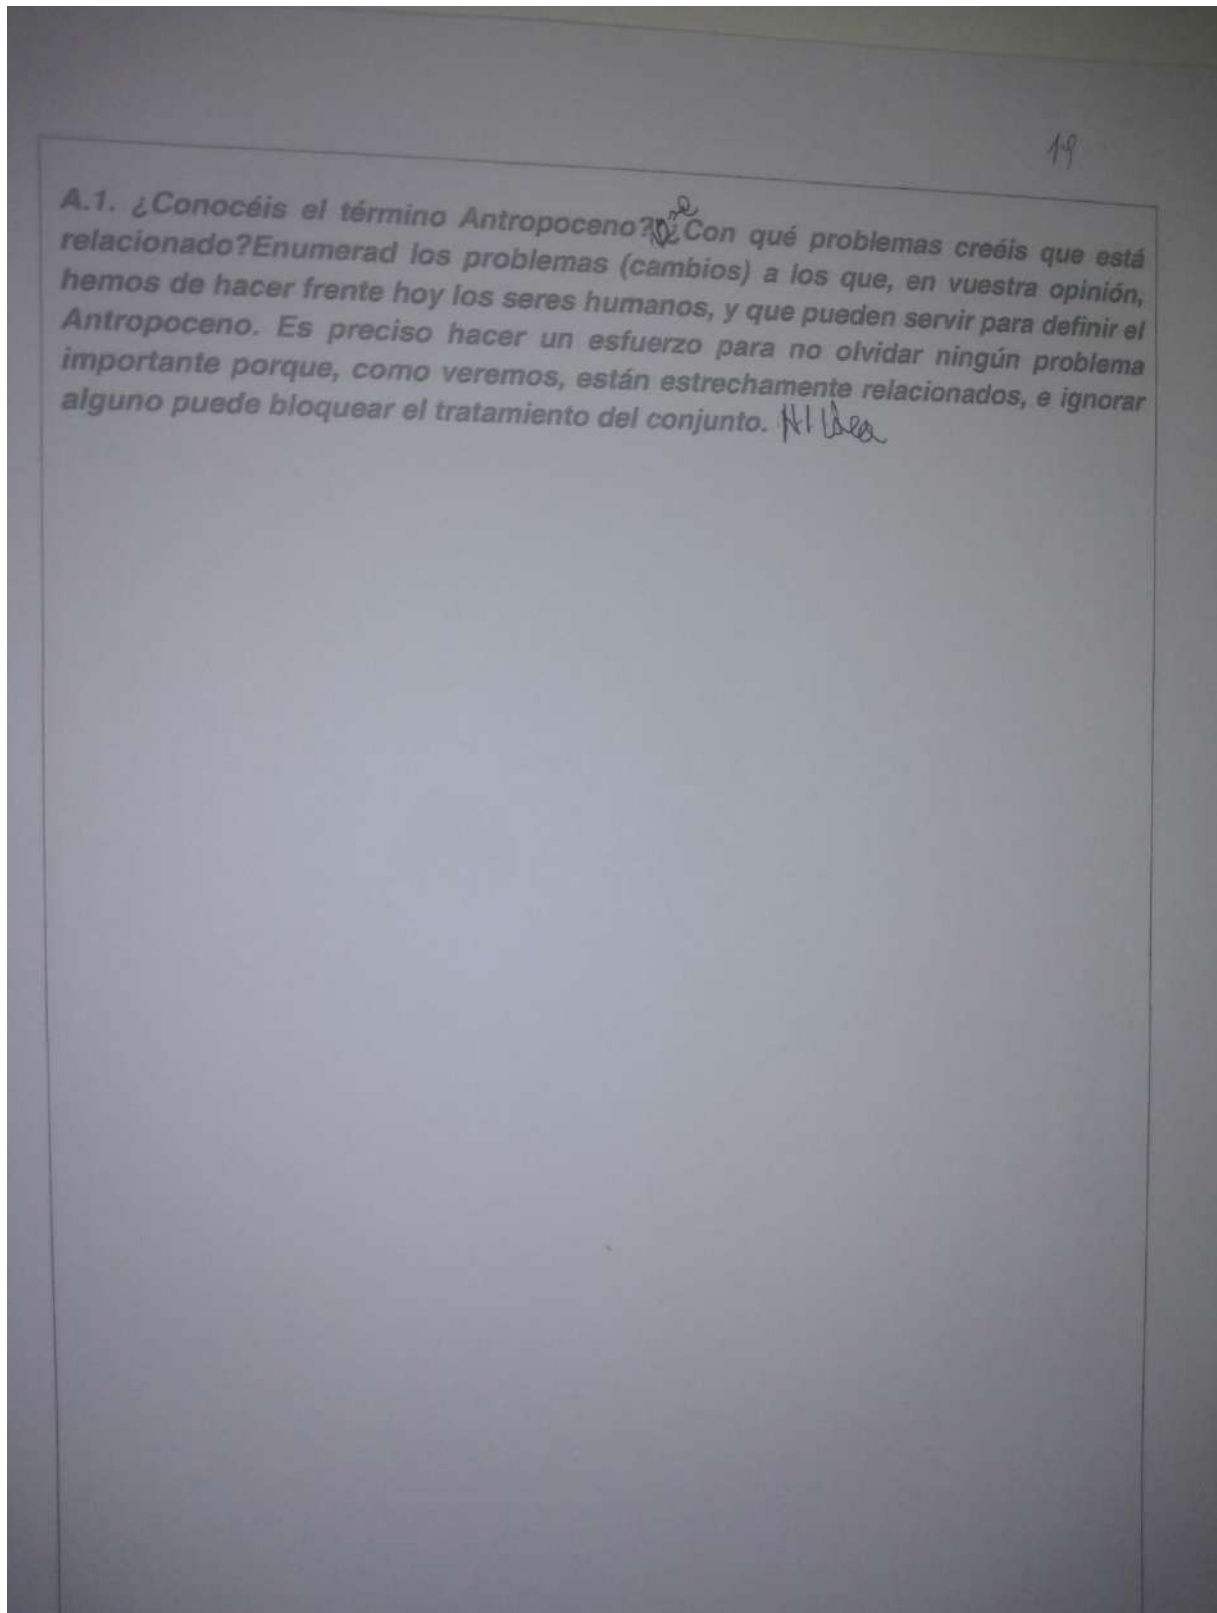 19
A.1. ¿Conocéis el término Antropoceno? ¿Con qué problemas creéis que está
relacionado?Enumerad los problemas (cambios) a los que, en vuestra opinión,
hemos de hacer frente hoy los seres humanos, y que pueden servir para definir el
Antropoceno. Es preciso hacer un esfuerzo para no olvidar ningún problema
importante porque, como veremos, están estrechamente relacionados, e ignorar
alguno puede bloquear el tratamiento del conjunto.